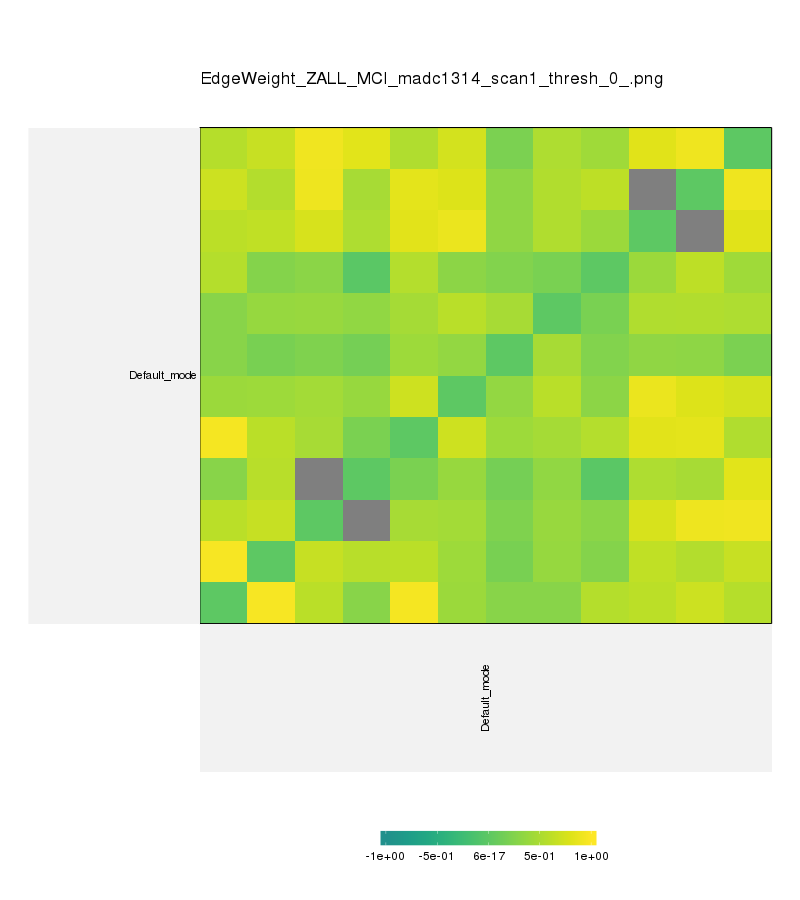 EdgeWeight_ZALL_MCI_madc1314_scan1_thresh_0_.png
Default_mode
Default_mode
-1e+00 -5e-01 6e-17 5e-01 1e+00